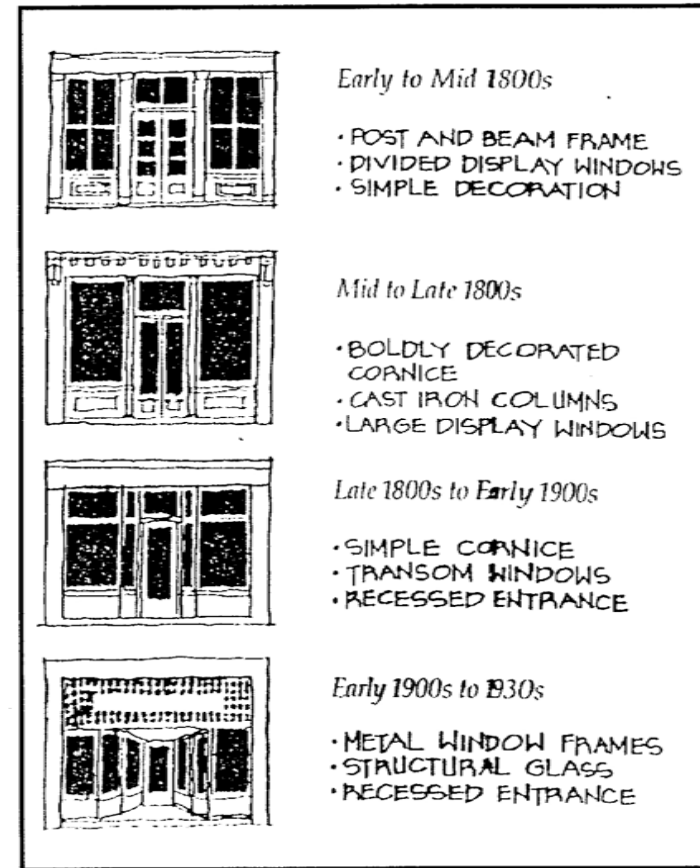 Early to Mid 1800s
· POST AND BEAM FRAME
· DIVIDED DISPLAY WINDOWS
· SIMPLE DECORATION
Mid to Late 1800s
· BOLDLY DECORATED
CORNICE
· CAST IRON COLUMNS
· LARGE DISPLAY WINDOWS
Late 1800s to Early 1900s
· SIMPLE CORNICE
· TRANSOM WINDOWS
· RECESSED ENTRANCE
Early 1900s to 1930s
· METAL WINDOW FRAMES
· STRUCTURAL GLASS
· RECESSED ENTRANCE